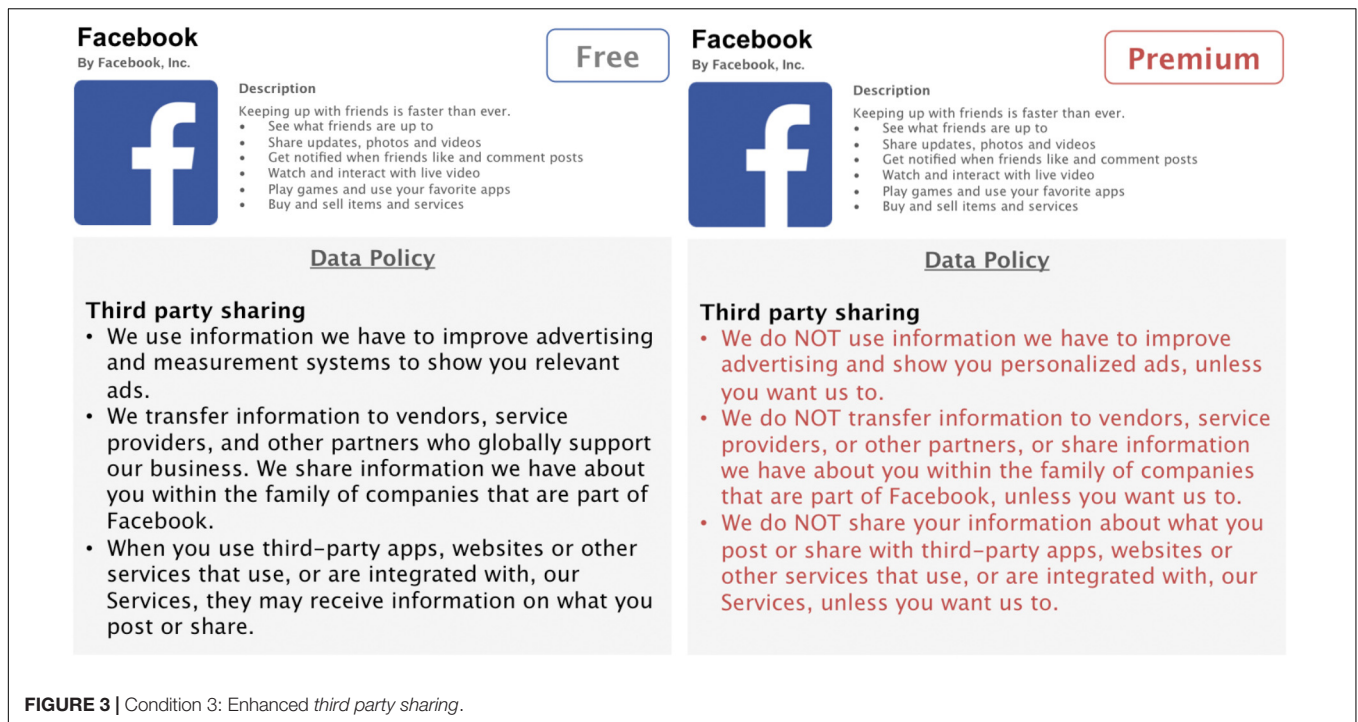 Facebook
By Facebook, Inc.
Free
Description
Keeping up with friends is faster than ever.
• See what friends are up to
• Share updates, photos and videos
• Get notified when friends like and comment posts
• Watch and interact with live video
• Play games and use your favorite apps
• Buy and sell items and services
Data Policy
Third party sharing
• We use information we have to improve advertising
and measurement systems to show you relevant
ads.
• We transfer information to vendors, service
providers, and other partners who globally support
our business. We share information we have about
you within the family of companies that are part of
Facebook.
• When you use third-party apps, websites or other
services that use, or are integrated with, our
Services, they may receive information on what you
post or share.
Facebook
By Facebook, Inc.
Premium
Description
Keeping up with friends is faster than ever.
• See what friends are up to
• Share updates, photos and videos
• Get notified when friends like and comment posts
• Watch and interact with live video
• Play games and use your favorite apps
• Buy and sell items and services
Data Policy
Third party sharing
• We do NOT use information we have to improve
advertising and show you personalized ads, unless
you want us to.
• We do NOT transfer information to vendors, service
providers, or other partners, or share information
we have about you within the family of companies
that are part of Facebook, unless you want us to.
• We do NOT share your information about what you
post or share with third-party apps, websites or
other services that use, or are integrated with, our
Services, unless you want us to.
FIGURE 3 | Condition 3: Enhanced third party sharing.